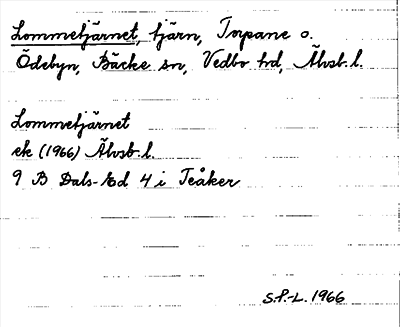 Lommetjärnet, tjärn, Torpane o.
Ödebyn, Bäcke sn, Vedbo hd, Älvsb. l.
Lommetjärnet
ek (1966) Älvsb. l.
9 B Dals-Ed 4 i Teåker
S.P.-L. 1966